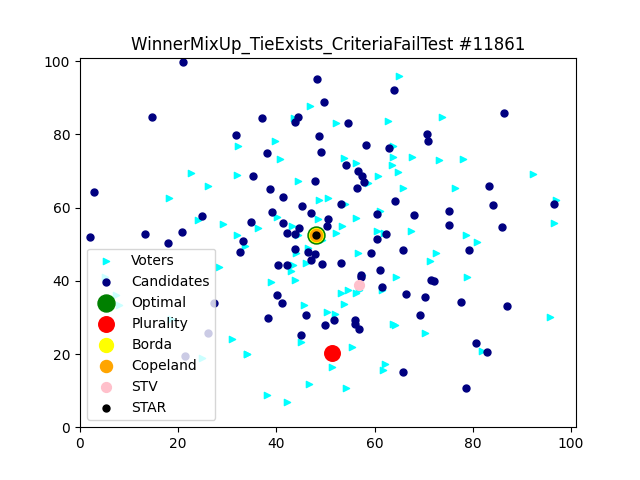 WinnerMixUp_TieExists_CriteriaFailTest #11861
100
80
60
40
20
0
Voters
Candidates
Optimal
Plurality
Borda
Copeland
STV
STAR
0 20 40 60 80 100